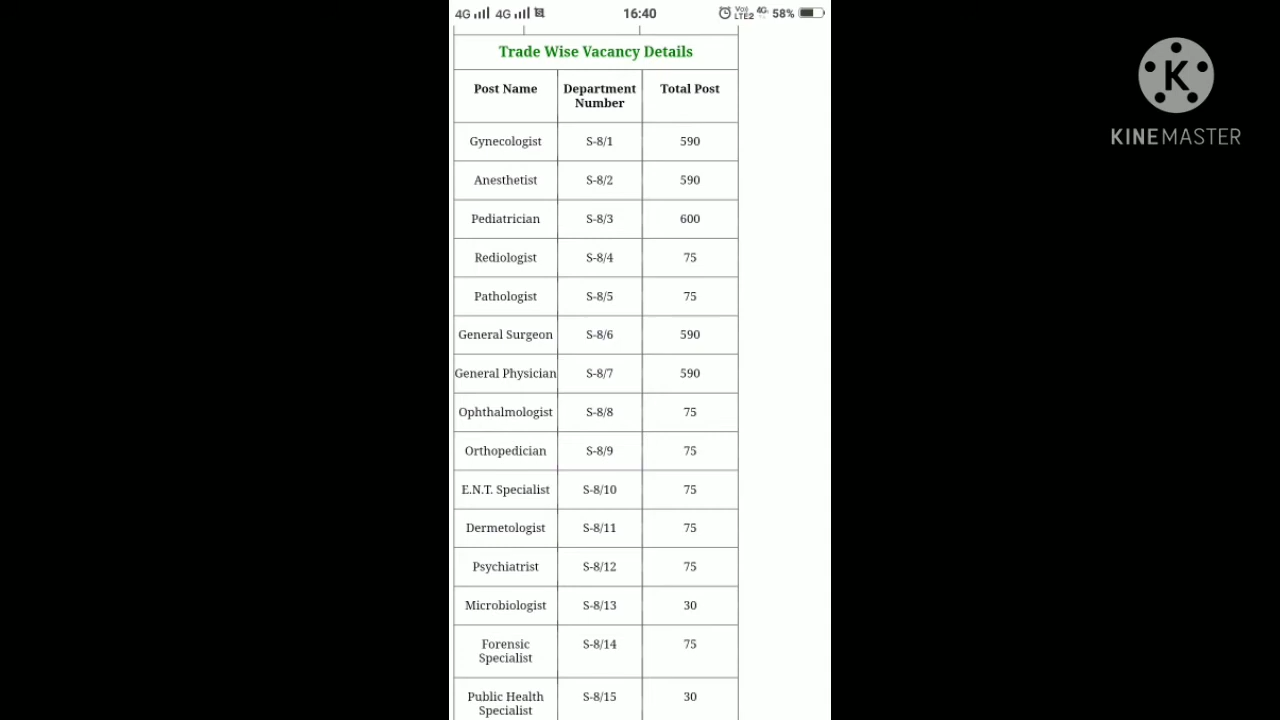 4G 4G 16:40 Vo) LTE2 4G 58%
Trade Wise Vacancy Details
Post Name Department Number Total Post
Gynecologist S-8/1 590
Anesthetist S-8/2 590
Pediatrician S-8/3 600
Rediologist S-8/4 75
Pathologist S-8/5 75
General Surgeon S-8/6 590
General Physician S-8/7 590
Ophthalmologist S-8/8 75
Orthopedician S-8/9 75
E.N.T. Specialist S-8/10 75
Dermetologist S-8/11 75
Psychiatrist S-8/12 75
Microbiologist S-8/13 30
Forensic Specialist S-8/14 75
Public Health Specialist S-8/15 30
K
KINEMASTER